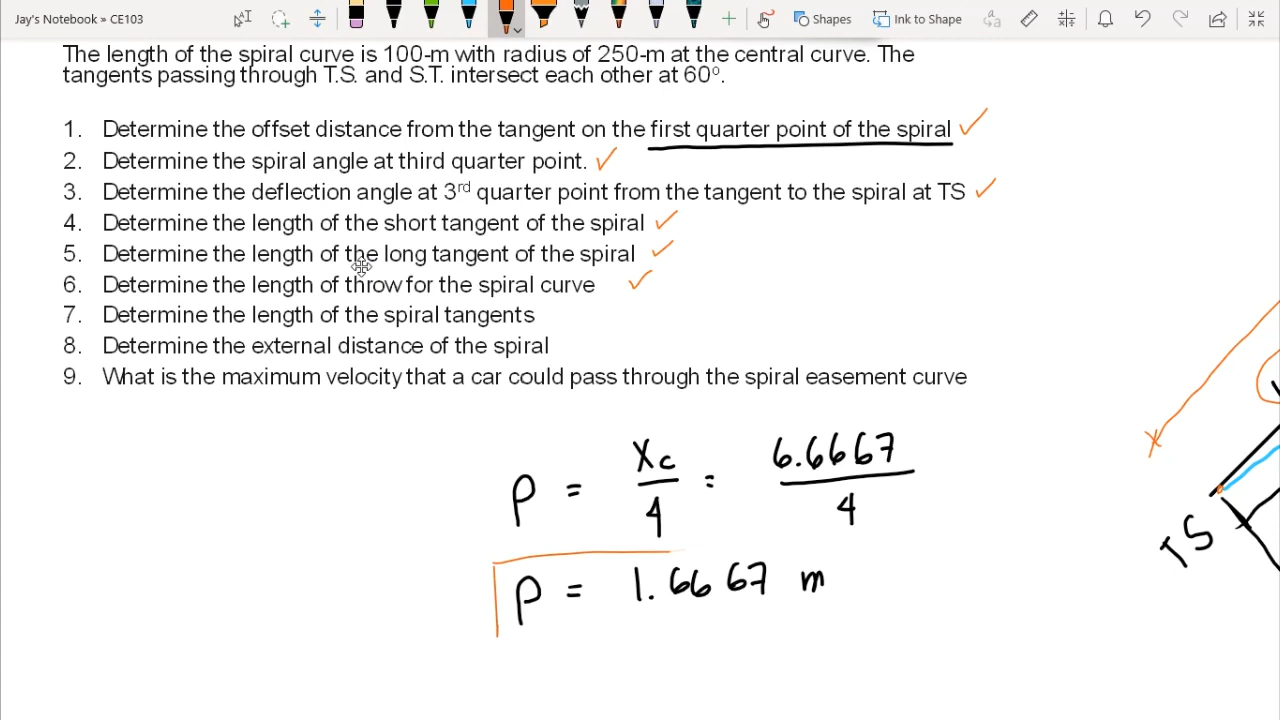 Jay's Notebook » CE103
Shapes
Ink to Shape
The length of the spiral curve is 100-m with radius of 250-m at the central curve. The
tangents passing through T.S. and S.T. intersect each other at 60°.
1. Determine the offset distance from the tangent on the first quarter point of the spiral
2. Determine the spiral angle at third quarter point.
3. Determine the deflection angle at 3rd quarter point from the tangent to the spiral at TS
4. Determine the length of the short tangent of the spiral
5. Determine the length of the long tangent of the spiral
6. Determine the length of throw for the spiral curve
7. Determine the length of the spiral tangents
8. Determine the external distance of the spiral
9. What is the maximum velocity that a car could pass through the spiral easement curve
P = Xc/4 = 6.6667/4
P = 1.6667 m
TS